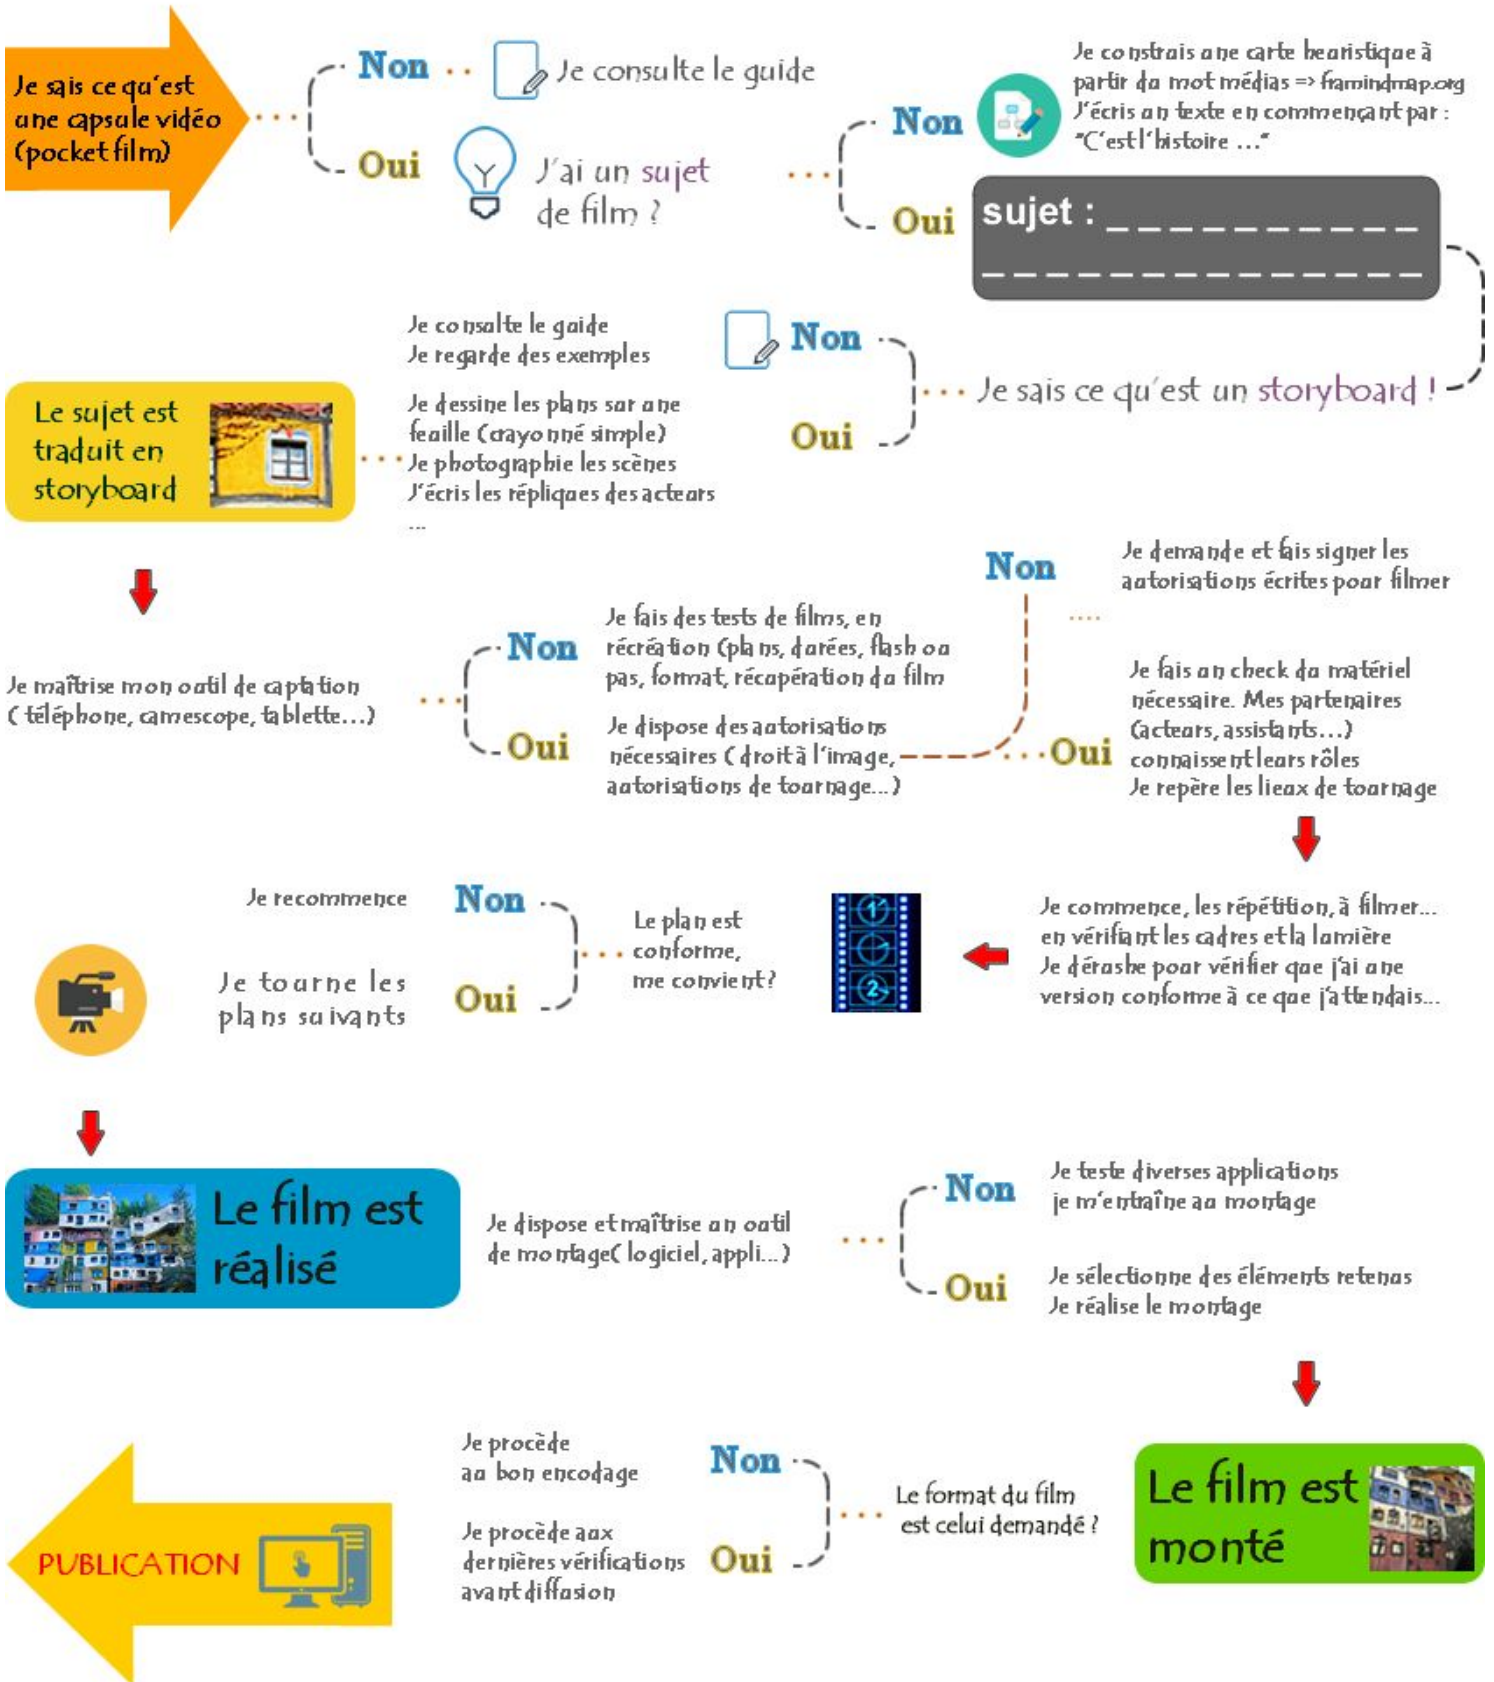 Je sais ce qu'est
une capsule vidéo
(pocket film)
Non
Je consulte le guide
Oui
J'ai un sujet
de film ?
Non
Je construis une carte heuristique à
partir du mot médias => framindmap.org
J'écris un texte en commençant par :
"C'est l'histoire ..."
Oui
sujet : _ _ _ _ _ _ _ _ _ _
_ _ _ _ _ _ _ _ _ _ _ _ _ _
Je sais ce qu'est un storyboard !
Non
Je consulte le guide
Je regarde des exemples
Oui
Je dessine les plans sur une
feuille (crayonné simple)
Je photographie les scènes
J'écris les répliques des acteurs
...
Le sujet est
traduit en
storyboard
Je maîtrise mon outil de captation
( téléphone, camescope, tablette...)
Non
Je fais des tests de films, en
récréation (plans, durées, flash ou
pas, format, récupération du film
Oui
Je dispose des autorisations
nécessaires ( droit à l'image,
autorisations de tournage...)
Non
Je demande et fais signer les
autorisations écrites pour filmer
Oui
Je fais un check du matériel
nécessaire. Mes partenaires
(acteurs, assistants...)
connaissent leurs rôles
Je repère les lieux de tournage
Je commence, les répétition, à filmer...
en vérifiant les cadres et la lumière
Je dérushe pour vérifier que j'ai une
version conforme à ce que j'attendais...
1
2
Le plan est
conforme,
me convient?
Non
Je recommence
Oui
Je tourne les
plans suivants
Le film est
réalisé
Je dispose et maîtrise un outil
de montage( logiciel, appli...)
Non
Je teste diverses applications
je m'entraîne au montage
Oui
Je sélectionne des éléments retenus
Je réalise le montage
Le film est
monté
Le format du film
est celui demandé ?
Non
Je procède
au bon encodage
Oui
Je procède aux
dernières vérifications
avant diffusion
PUBLICATION